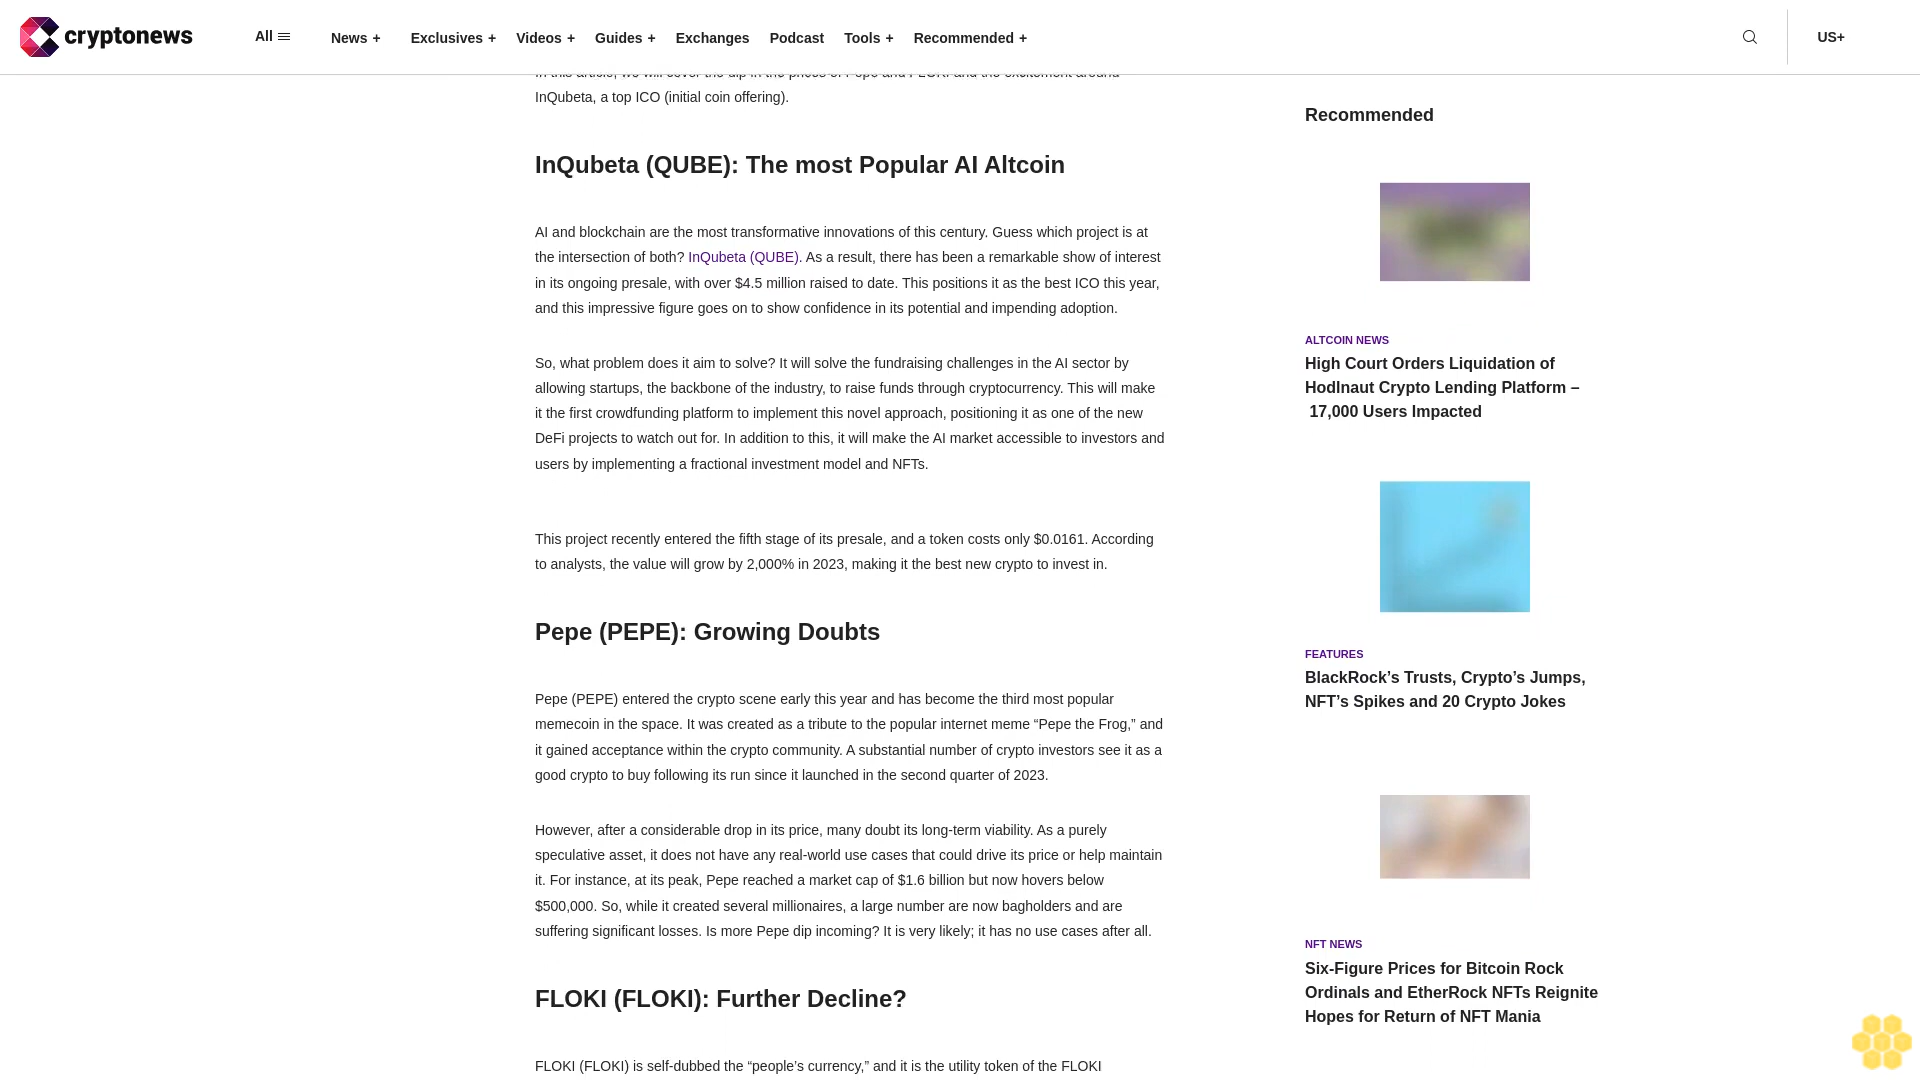 cryptonews
All
News +
Exclusives +
Videos +
Guides +
Exchanges
Podcast
Tools +
Recommended +
US+
In this article, we will cover the dip in the prices of Pepe and FLOKI and the excitement around
InQubeta, a top ICO (initial coin offering).
InQubeta (QUBE): The most Popular AI Altcoin
AI and blockchain are the most transformative innovations of this century. Guess which project is at
the intersection of both? InQubeta (QUBE). As a result, there has been a remarkable show of interest
in its ongoing presale, with over $4.5 million raised to date. This positions it as the best ICO this year,
and this impressive figure goes on to show confidence in its potential and impending adoption.
So, what problem does it aim to solve? It will solve the fundraising challenges in the AI sector by
allowing startups, the backbone of the industry, to raise funds through cryptocurrency. This will make
it the first crowdfunding platform to implement this novel approach, positioning it as one of the new
DeFi projects to watch out for. In addition to this, it will make the AI market accessible to investors and
users by implementing a fractional investment model and NFTs.
This project recently entered the fifth stage of its presale, and a token costs only $0.0161. According
to analysts, the value will grow by 2,000% in 2023, making it the best new crypto to invest in.
Pepe (PEPE): Growing Doubts
Pepe (PEPE) entered the crypto scene early this year and has become the third most popular
memecoin in the space. It was created as a tribute to the popular internet meme “Pepe the Frog,” and
it gained acceptance within the crypto community. A substantial number of crypto investors see it as a
good crypto to buy following its run since it launched in the second quarter of 2023.
However, after a considerable drop in its price, many doubt its long-term viability. As a purely
speculative asset, it does not have any real-world use cases that could drive its price or help maintain
it. For instance, at its peak, Pepe reached a market cap of $1.6 billion but now hovers below
$500,000. So, while it created several millionaires, a large number are now bagholders and are
suffering significant losses. Is more Pepe dip incoming? It is very likely; it has no use cases after all.
FLOKI (FLOKI): Further Decline?
FLOKI (FLOKI) is self-dubbed the “people’s currency,” and it is the utility token of the FLOKI
Recommended
ALTCOIN NEWS
High Court Orders Liquidation of
Hodlnaut Crypto Lending Platform –
17,000 Users Impacted
FEATURES
BlackRock’s Trusts, Crypto’s Jumps,
NFT’s Spikes and 20 Crypto Jokes
NFT NEWS
Six-Figure Prices for Bitcoin Rock
Ordinals and EtherRock NFTs Reignite
Hopes for Return of NFT Mania